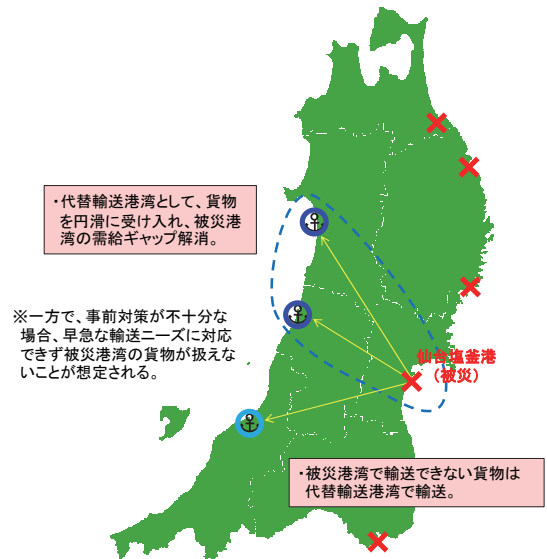 ・代替輸送港湾として、貨物
を円滑に受け入れ、被災港
湾の需給ギャップ解消。
※一方で、事前対策が不十分な
場合、早急な輸送ニーズに対応
できず被災港湾の貨物が扱えな
いことが想定される。
仙台塩釜港
（被災）
・被災港湾で輸送できない貨物は
代替輸送港湾で輸送。